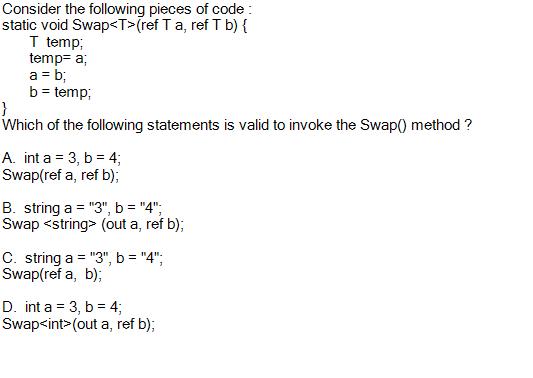 Consider the following pieces of code :
static void Swap<T>(ref T a, ref T b) {
T temp;
temp= a;
a = b;
b = temp;
}
Which of the following statements is valid to invoke the Swap() method ?
A. int a = 3, b = 4;
Swap(ref a, ref b);
B. string a = "3", b = "4";
Swap <string> (out a, ref b);
C. string a = "3", b = "4";
Swap(ref a, b);
D. int a = 3, b = 4;
Swap<int>(out a, ref b);